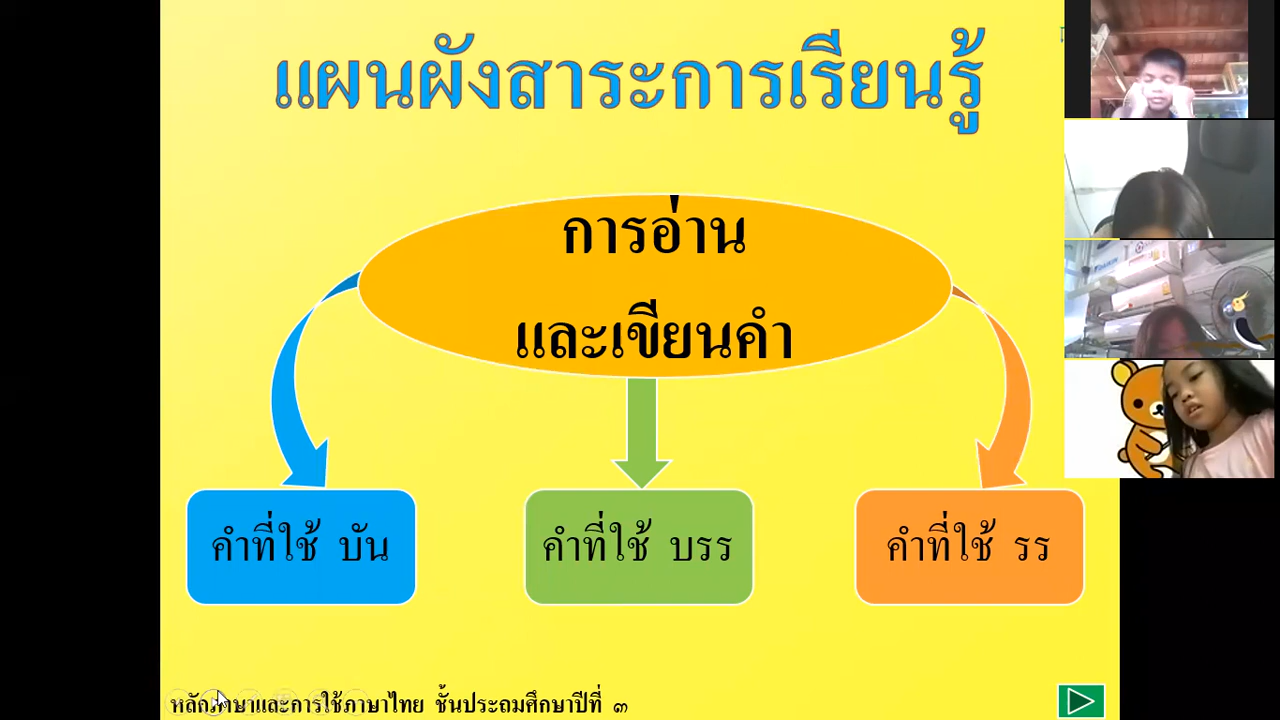 แผนผังสาระการเรียนรู้
การอ่าน
และเขียนคำ
คำที่ใช้ บัน
คำที่ใช้ บรร
คำที่ใช้ รร
หลักภาษาและการใช้ภาษาไทย ชั้นประถมศึกษาปีที่ ๓